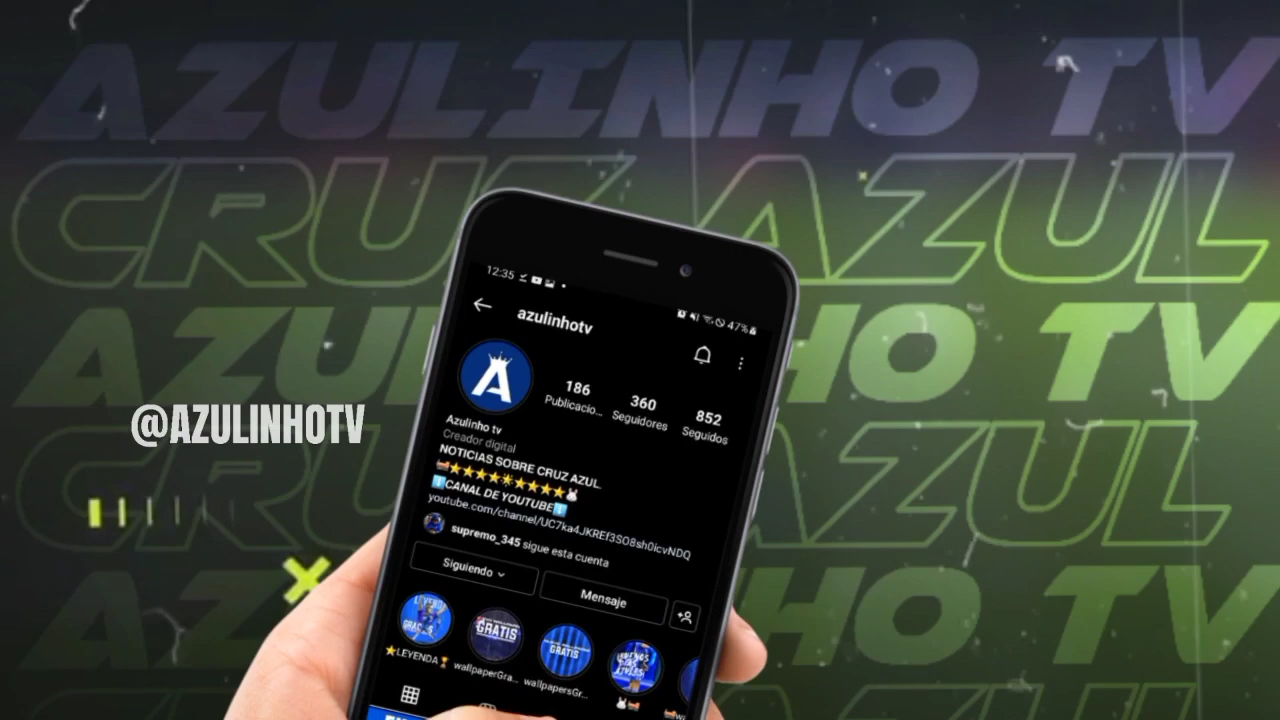 AZULINHO TV
CRUZ AZUL
AZULINHO TV
CRUZ AZUL
AZULINHO TV
@AZULINHOTV
12:35
47%
azulinhotv
186
Publicacio...
360
Seguidores
852
Seguidos
Azulinho tv
Creador digital
NOTICIAS SOBRE CRUZ AZUL
🚂⭐⭐⭐⭐⭐🌟⭐⭐⭐⭐🐰
⬇️CANAL DE YOUTUBE⬇️
youtube.com/channel/UC7ka4JKREf3SO8sh0icvNDQ
supremo_345 sigue esta cuenta
Siguiendo
Mensaje
LEYENDA
GRATIS
GRATIS
⭐LEYENDA🏆
wallpaperGra...
wallpapersGr...